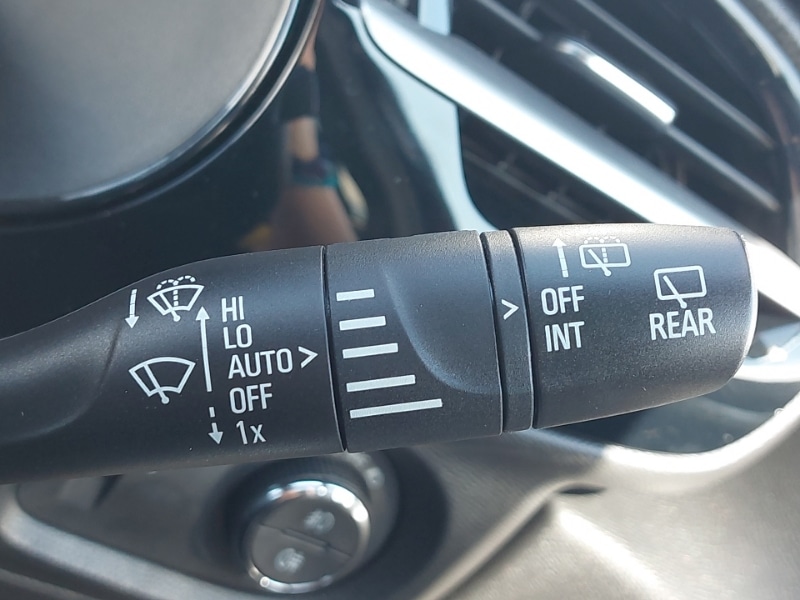 HI
LO
AUTO >
OFF
1x
>
OFF
INT
REAR